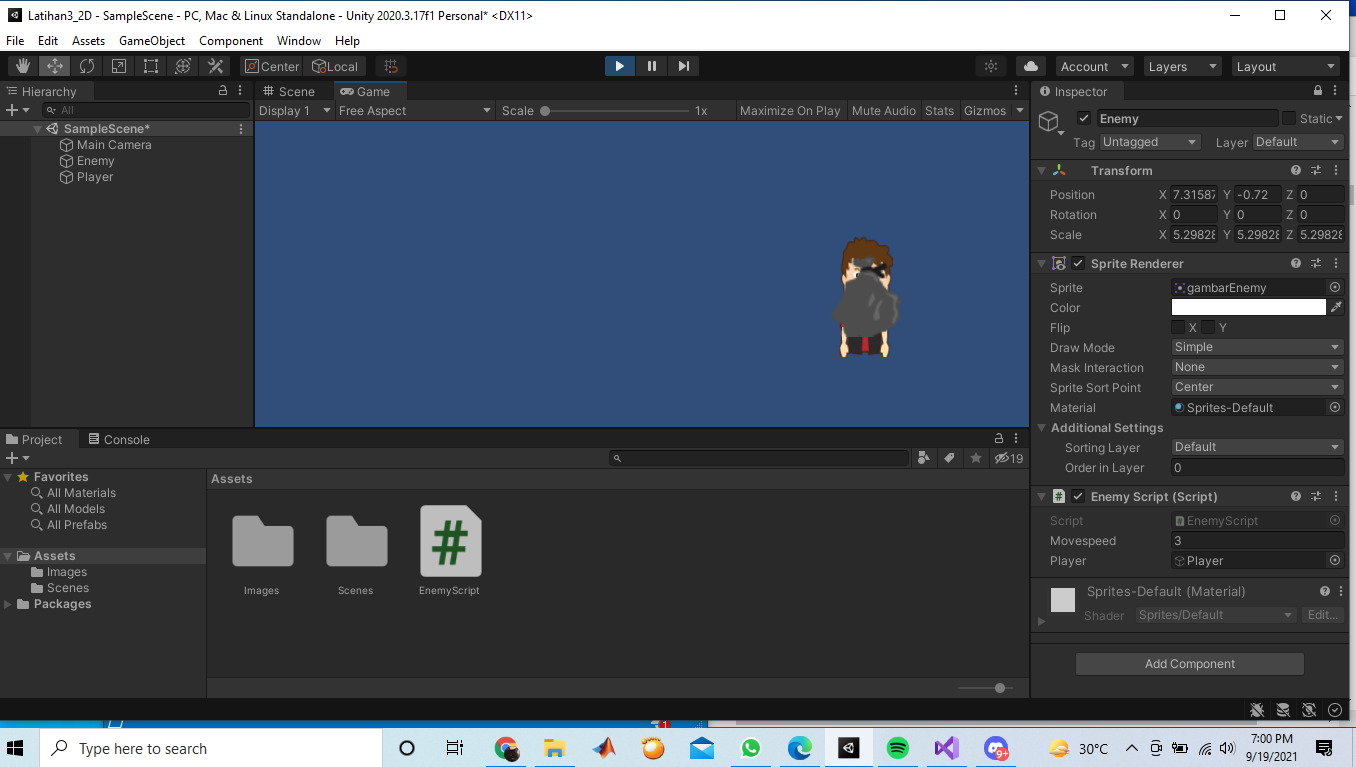 Latihan3_2D - SampleScene - PC, Mac & Linux Standalone - Unity 2020.3.17f1 Personal* <DX11>
File Edit Assets GameObject Component Window Help
Center Local Account Layers Layout
Hierarchy
All
SampleScene*
Main Camera
Enemy
Player
Scene Game
Display 1 Free Aspect Scale 1x Maximize On Play Mute Audio Stats Gizmos
Inspector
Enemy Static
Tag Untagged Layer Default
Transform
Position X 7.31587 Y -0.72 Z 0
Rotation X 0 Y 0 Z 0
Scale X 5.29828 Y 5.29828 Z 5.29828
Sprite Renderer
Sprite gambarEnemy
Color
Flip X Y
Draw Mode Simple
Mask Interaction None
Sprite Sort Point Center
Material Sprites-Default
Additional Settings
Sorting Layer Default
Order in Layer 0
# Enemy Script (Script)
Script EnemyScript
Movespeed 3
Player Player
Sprites-Default (Material)
Shader Sprites/Default Edit...
Add Component
Project Console
19
Favorites
All Materials
All Models
All Prefabs
Assets
Images
Scenes
Packages
Assets
#
Images Scenes EnemyScript
1
Type here to search
9+
30°C
7:00 PM
9/19/2021